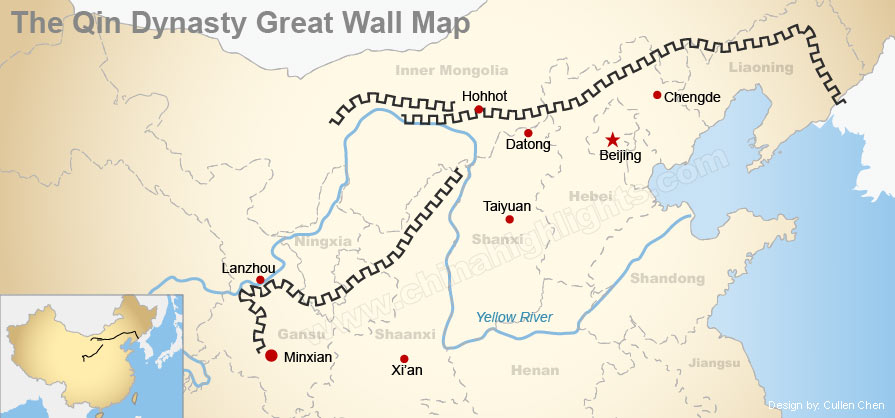 The Qin Dynasty Great Wall Map
Inner Mongolia
Liaoning
Hohhot
Chengde
Datong
Beijing
www.chinahighlights.com
Hebei
Taiyuan
Ningxia
Shanxi
Lanzhou
Shandong
Yellow River
Gansu
Shaanxi
Minxian
Xi'an
Henan
Jiangsu
Design by: Cullen Chen